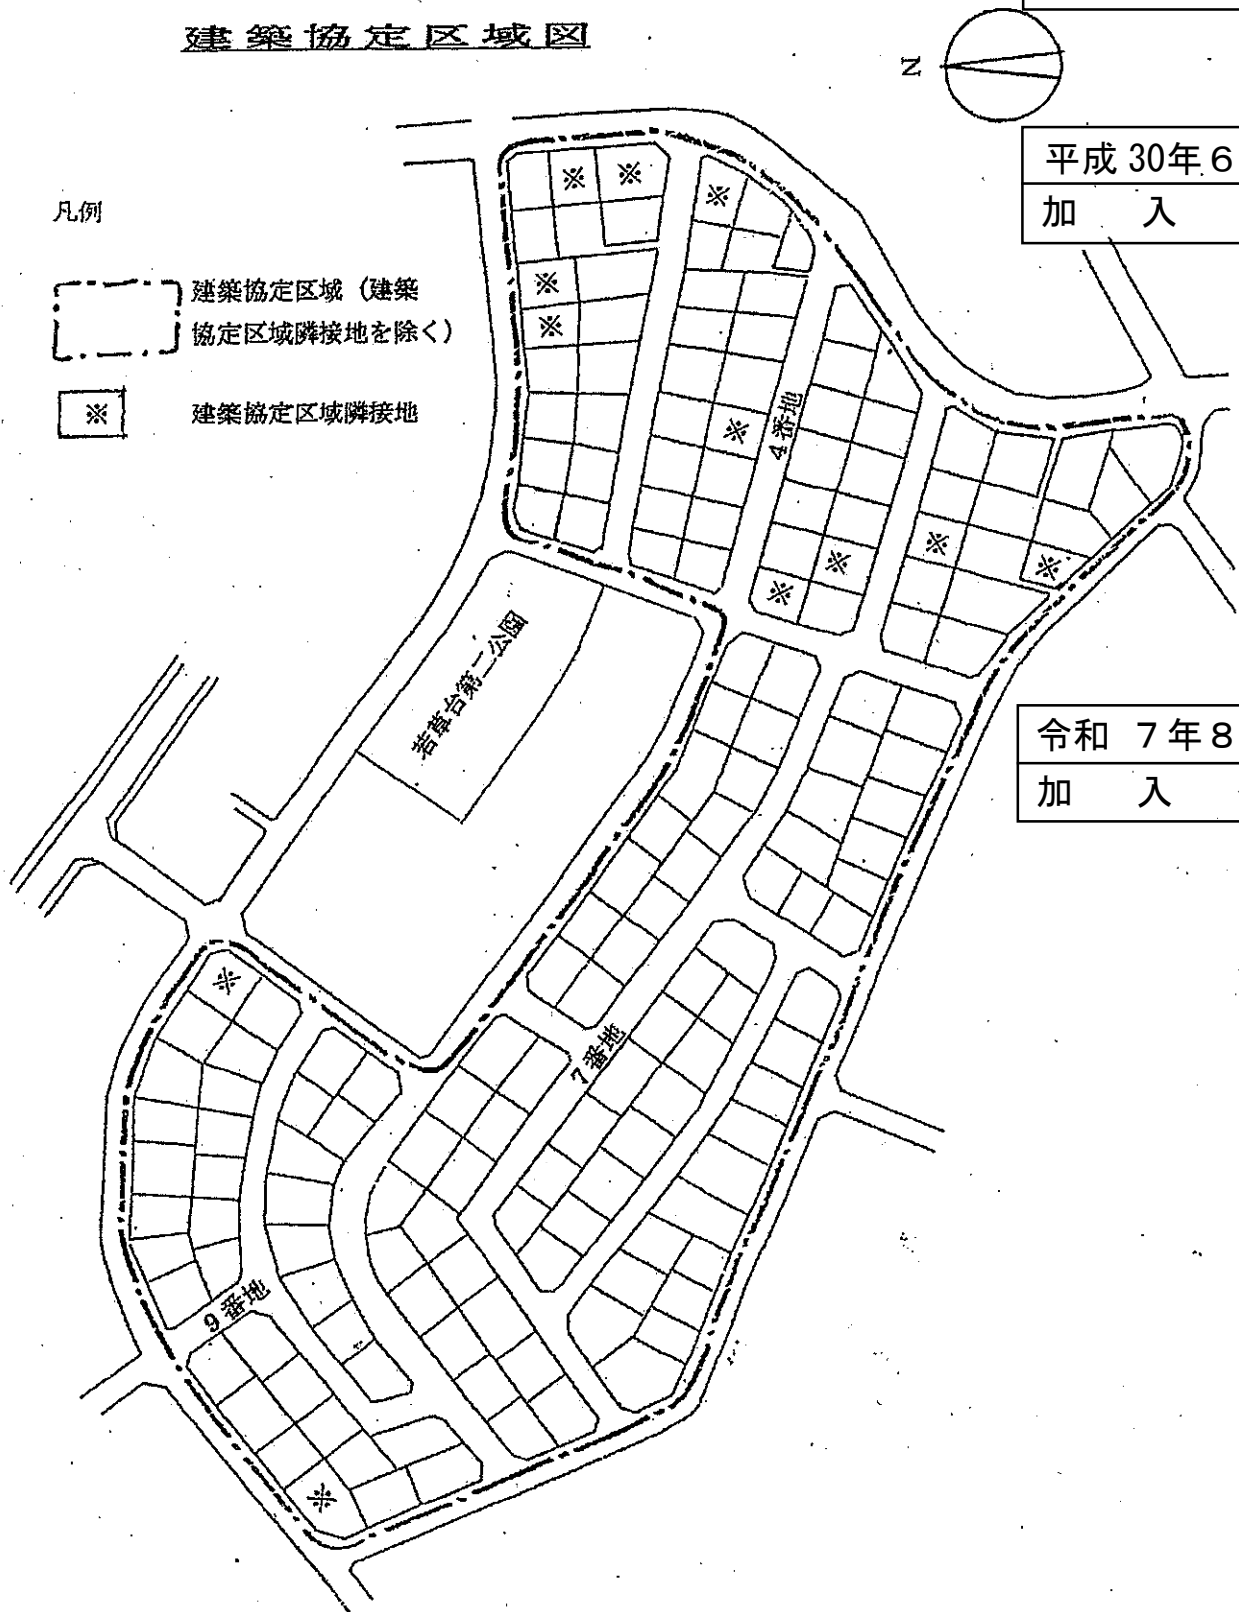 建築協定区域図
N
平成 30年6
加 入
凡例
建築協定区域（建築
協定区域隣接地を除く）
※ 建築協定区域隣接地
※ ※
※
※
※
4番地
※
※
※
※
※
若草台第二公園
令和 7年8
加 入
※
7番地
9番地
※